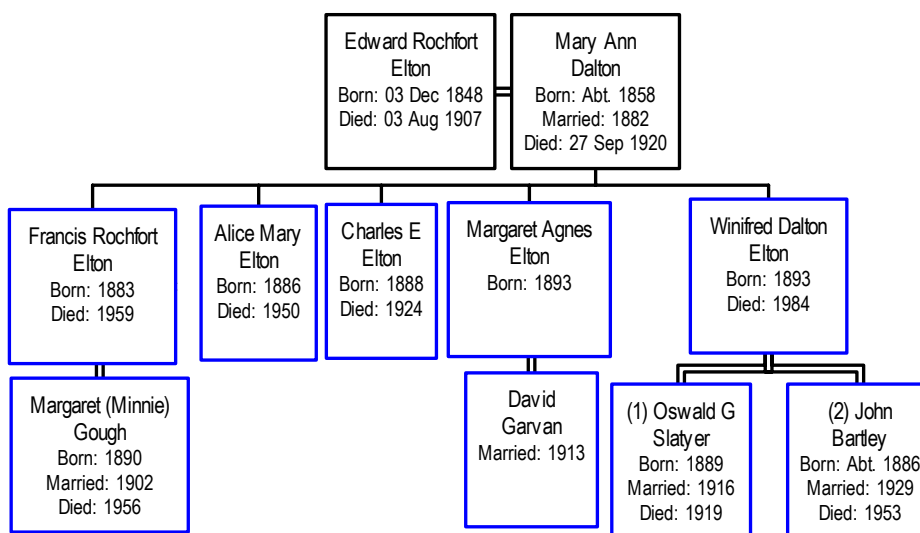 Edward Rochfort
Elton
Born: 03 Dec 1848
Died: 03 Aug 1907
Mary Ann
Dalton
Born: Abt. 1858
Married: 1882
Died: 27 Sep 1920
Francis Rochfort
Elton
Born: 1883
Died: 1959
Alice Mary
Elton
Born: 1886
Died: 1950
Charles E
Elton
Born: 1888
Died: 1924
Margaret Agnes
Elton
Born: 1893
Winifred Dalton
Elton
Born: 1893
Died: 1984
Margaret (Minnie)
Gough
Born: 1890
Married: 1902
Died: 1956
David
Garvan
Married: 1913
(1) Oswald G
Slatyer
Born: 1889
Married: 1916
Died: 1919
(2) John
Bartley
Born: Abt. 1886
Married: 1929
Died: 1953